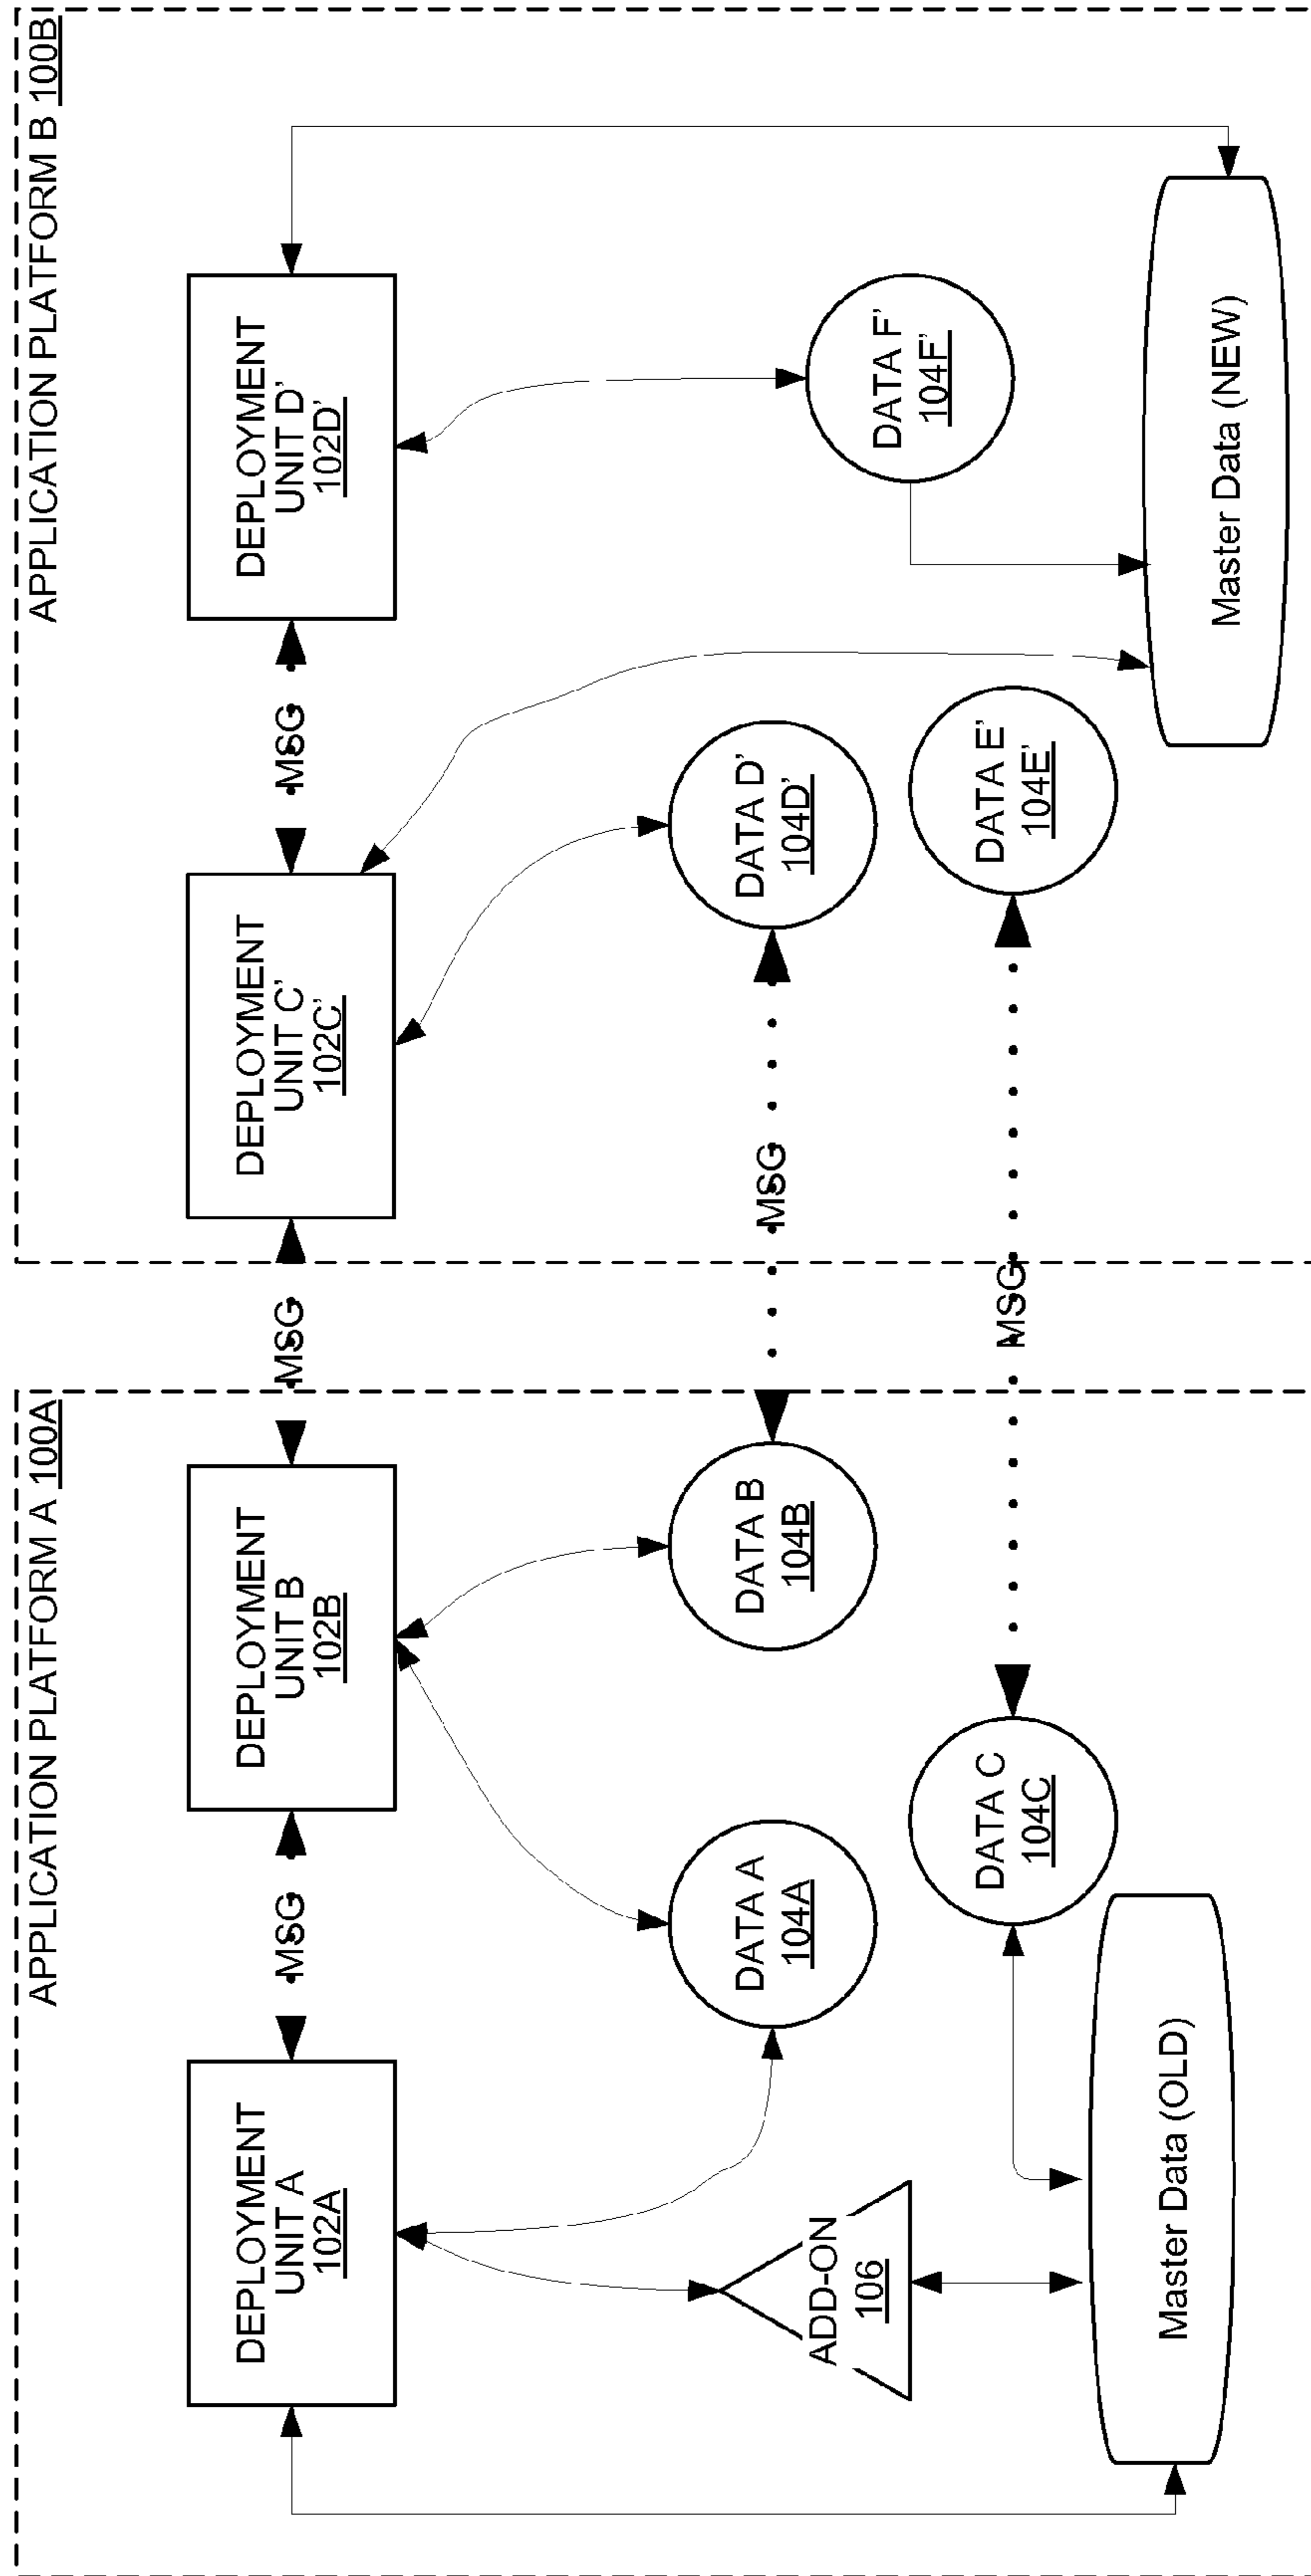 APPLICATION PLATFORM A 100A
DEPLOYMENT
UNIT A
102A
MSG
DEPLOYMENT
UNIT B
102B
DATA A
104A
DATA B
104B
ADD-ON
106
DATA C
104C
Master Data (OLD)
MSG
MSG
MSG
APPLICATION PLATFORM B 100B
DEPLOYMENT
UNIT C'
102C'
MSG
DEPLOYMENT
UNIT D'
102D'
DATA D'
104D'
DATA F'
104F'
DATA E'
104E'
Master Data (NEW)